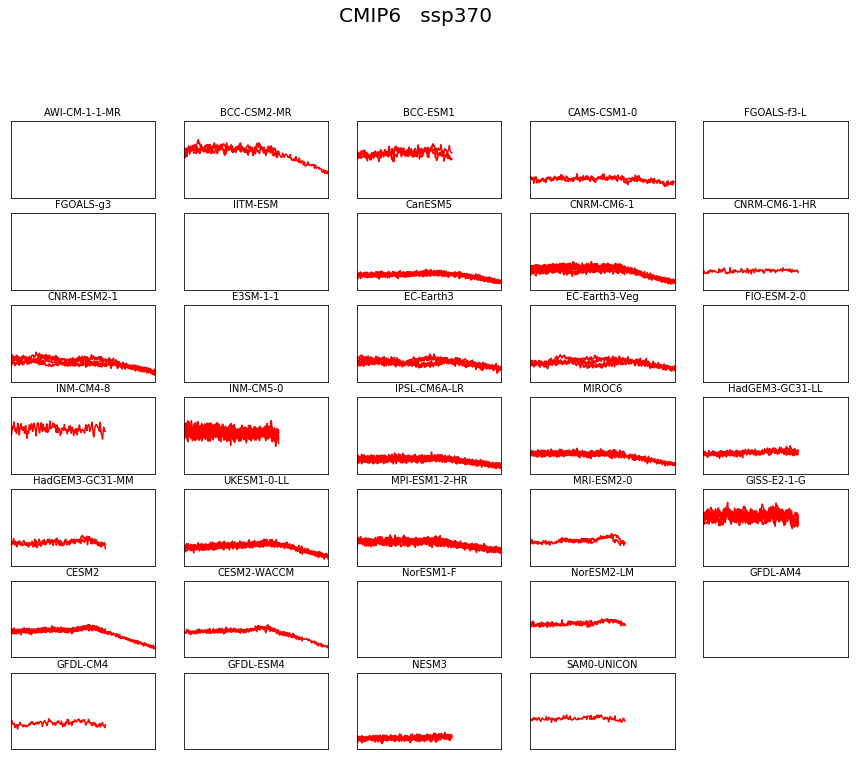 CMIP6 ssp370
AWI-CM-1-1-MR BCC-CSM2-MR BCC-ESM1 CAMS-CSM1-0 FGOALS-f3-L
FGOALS-g3 IITM-ESM CanESM5 CNRM-CM6-1 CNRM-CM6-1-HR
CNRM-ESM2-1 E3SM-1-1 EC-Earth3 EC-Earth3-Veg FIO-ESM-2-0
INM-CM4-8 INM-CM5-0 IPSL-CM6A-LR MIROC6 HadGEM3-GC31-LL
HadGEM3-GC31-MM UKESM1-0-LL MPI-ESM1-2-HR MRI-ESM2-0 GISS-E2-1-G
CESM2 CESM2-WACCM NorESM1-F NorESM2-LM GFDL-AM4
GFDL-CM4 GFDL-ESM4 NESM3 SAM0-UNICON